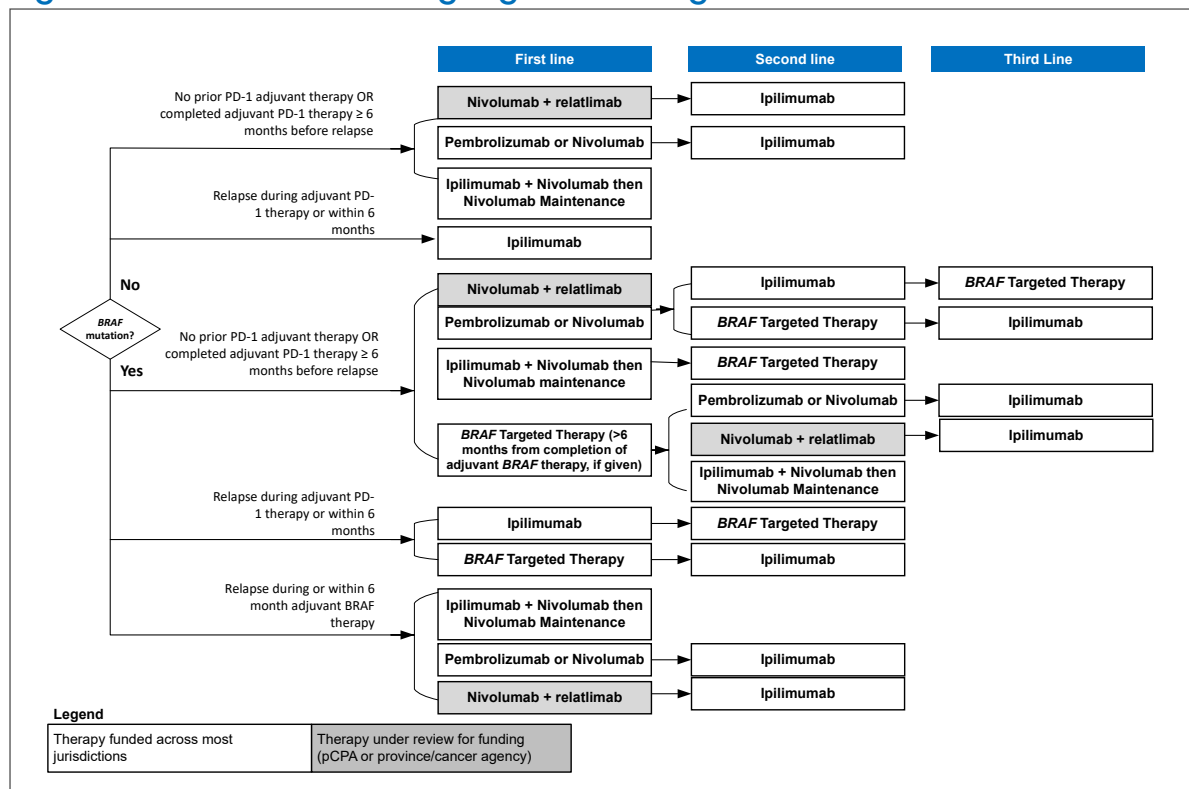 First line
Second line
Third Line
No prior PD-1 adjuvant therapy OR
completed adjuvant PD-1 therapy ≥ 6
months before relapse
Nivolumab + relatlimab
Ipilimumab
Pembrolizumab or Nivolumab
Ipilimumab
Ipilimumab + Nivolumab then
Nivolumab Maintenance
Relapse during adjuvant PD-
1 therapy or within 6
months
Ipilimumab
No
BRAF
mutation?
Yes
No prior PD-1 adjuvant therapy OR
completed adjuvant PD-1 therapy ≥ 6
months before relapse
Nivolumab + relatlimab
Pembrolizumab or Nivolumab
Ipilimumab
BRAF Targeted Therapy
BRAF Targeted Therapy
Ipilimumab
Ipilimumab + Nivolumab then
Nivolumab maintenance
BRAF Targeted Therapy
BRAF Targeted Therapy (>6
months from completion of
adjuvant BRAF therapy, if given)
Pembrolizumab or Nivolumab
Ipilimumab
Nivolumab + relatlimab
Ipilimumab
Ipilimumab + Nivolumab then
Nivolumab Maintenance
Relapse during adjuvant PD-
1 therapy or within 6
months
Ipilimumab
BRAF Targeted Therapy
BRAF Targeted Therapy
Ipilimumab
Relapse during or within 6
month adjuvant BRAF
therapy
Ipilimumab + Nivolumab then
Nivolumab Maintenance
Pembrolizumab or Nivolumab
Ipilimumab
Nivolumab + relatlimab
Ipilimumab
Legend
Therapy funded across most
jurisdictions
Therapy under review for funding
(pCPA or province/cancer agency)